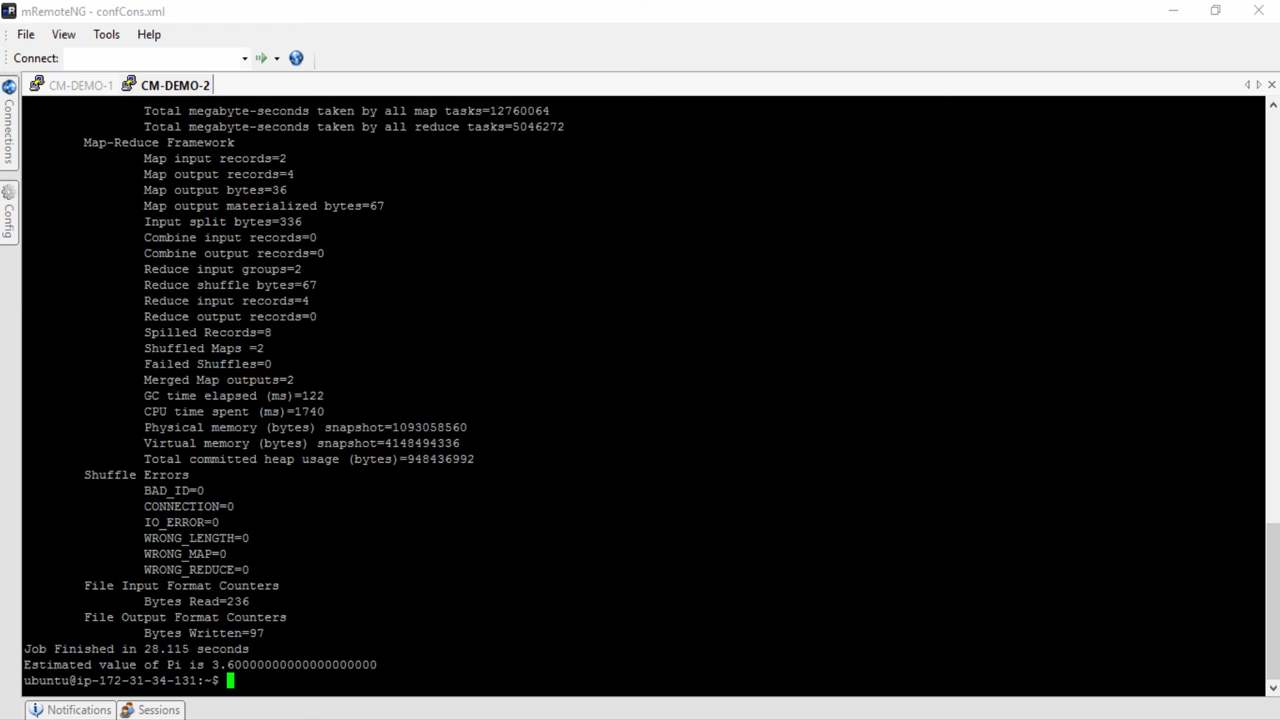 mRemoteNG - confCons.xml
File View Tools Help
Connect:
CM-DEMO-1 CM-DEMO-2
Connections
Config
Total megabyte-seconds taken by all map tasks=12760064
Total megabyte-seconds taken by all reduce tasks=5046272
Map-Reduce Framework
Map input records=2
Map output records=4
Map output bytes=36
Map output materialized bytes=67
Input split bytes=336
Combine input records=0
Combine output records=0
Reduce input groups=2
Reduce shuffle bytes=67
Reduce input records=4
Reduce output records=0
Spilled Records=8
Shuffled Maps =2
Failed Shuffles=0
Merged Map outputs=2
GC time elapsed (ms)=122
CPU time spent (ms)=1740
Physical memory (bytes) snapshot=1093058560
Virtual memory (bytes) snapshot=4148494336
Total committed heap usage (bytes)=948436992
Shuffle Errors
BAD_ID=0
CONNECTION=0
IO_ERROR=0
WRONG_LENGTH=0
WRONG_MAP=0
WRONG_REDUCE=0
File Input Format Counters
Bytes Read=236
File Output Format Counters
Bytes Written=97
Job Finished in 28.115 seconds
Estimated value of Pi is 3.60000000000000000000
ubuntu@ip-172-31-34-131:~$
Notifications Sessions